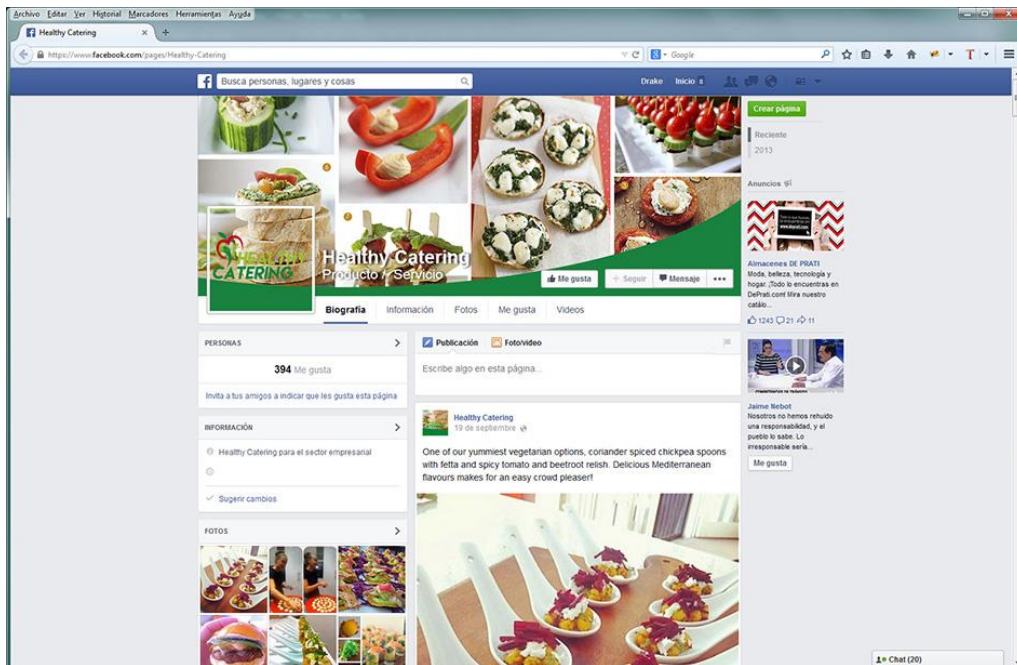 Archivo Editar Ver Historial Marcadores Herramientas Ayuda
Healthy Catering
https://www.facebook.com/pages/Healthy-Catering
Google
Busca personas, lugares y cosas
Drake Inicio 8
HEALTHY
CATERING
Healthy Catering
Producto / Servicio
Me gusta
Seguir
Mensaje
Biografía Información Fotos Me gusta Videos
PERSONAS
394 Me gusta
Invita a tus amigos a indicar que les gusta esta página
INFORMACIÓN
Healthy Catering para el sector empresarial
Sugerir cambios
FOTOS
Publicación Foto/video
Escribe algo en esta página...
Healthy Catering
19 de septiembre
One of our yummiest vegetarian options, coriander spiced chickpea spoons
with fetta and spicy tomato and beetroot relish. Delicious Mediterranean
flavours makes for an easy crowd pleaser!
Crear página
Reciente
2013
Anuncios
Almacenes DE PRATI
Moda, belleza, tecnología y
hogar. ¡Todo lo encuentras en
DePrati.com! Mira nuestro
catálo...
1243 21 11
Jaime Nebot
Nosotros no hemos rehuido
una responsabilidad, y el
pueblo lo sabe. Lo
irresponsable sería...
Me gusta
Chat (20)